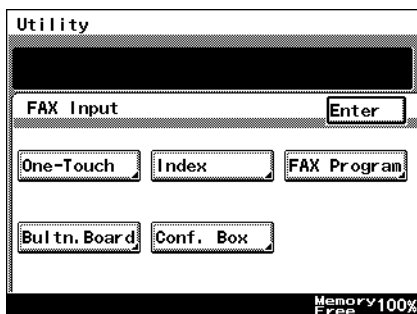 Utility
FAX Input
Enter
One-Touch Index FAX Program
Bultn.Board Conf. Box
Memory
Free 100%